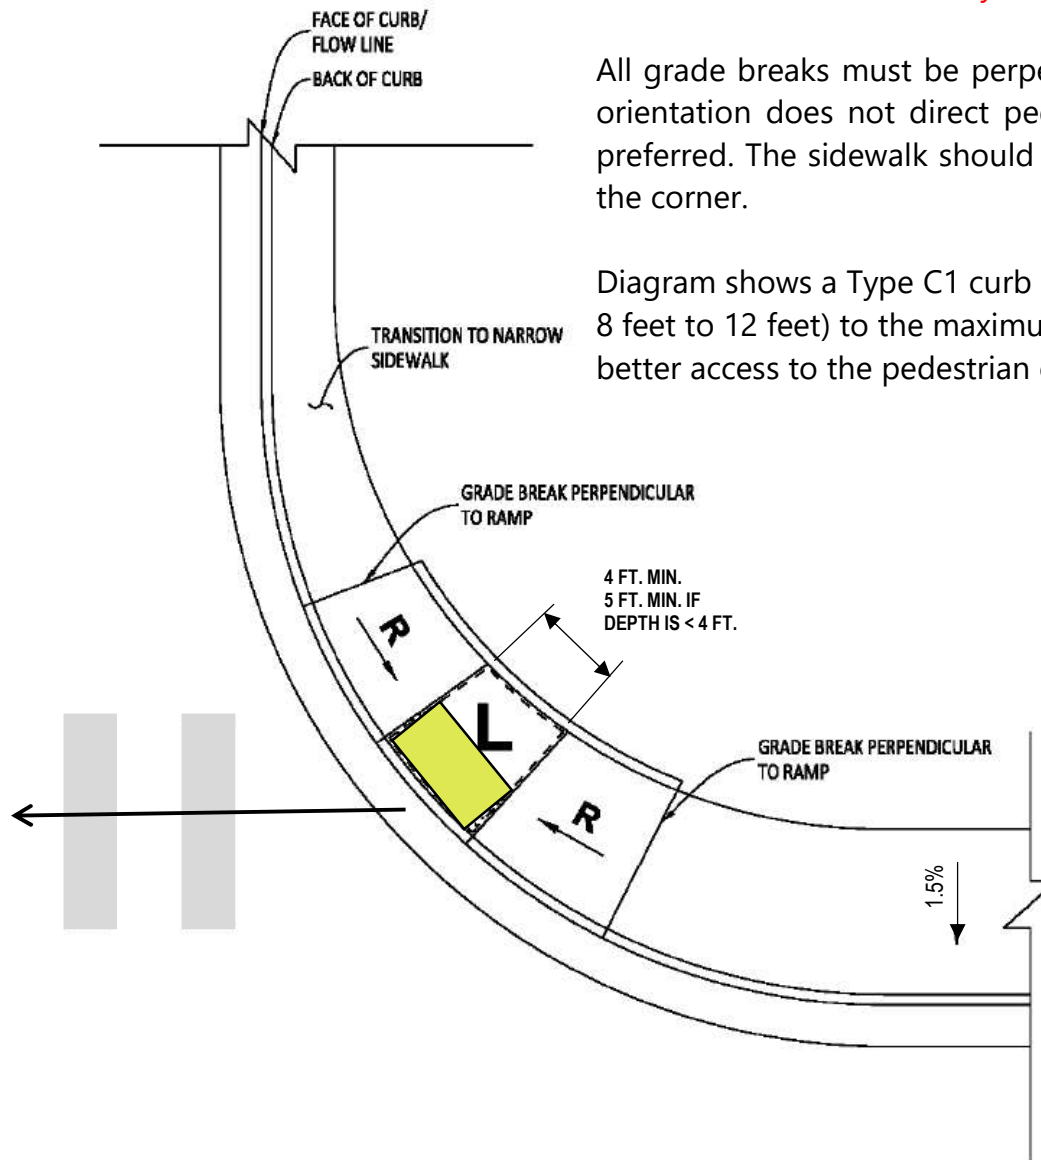 FACE OF CURB/
FLOW LINE
BACK OF CURB
All grade breaks must be perpe
orientation does not direct pe
preferred. The sidewalk should
the corner.
Diagram shows a Type C1 curb
8 feet to 12 feet) to the maximu
better access to the pedestrian
TRANSITION TO NARROW
SIDEWALK
GRADE BREAK PERPENDICULAR
TO RAMP
4 FT. MIN.
5 FT. MIN. IF
DEPTH IS < 4 FT.
R
L
GRADE BREAK PERPENDICULAR
TO RAMP
R
1.5%